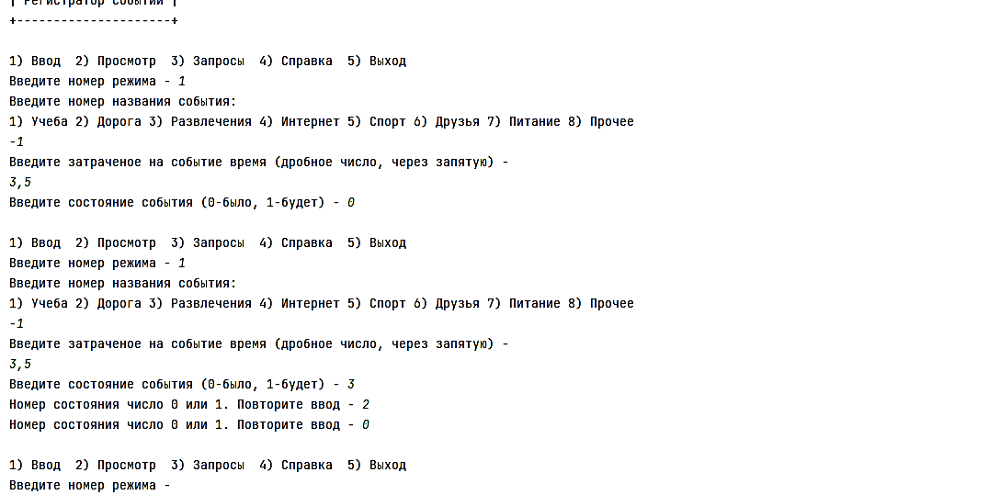 | Регистратор событий |
+---------------------+
1) Ввод  2) Просмотр  3) Запросы  4) Справка  5) Выход
Введите номер режима - 1
Введите номер названия события:
1) Учеба 2) Дорога 3) Развлечения 4) Интернет 5) Спорт 6) Друзья 7) Питание 8) Прочее
-1
Введите затраченое на событие время (дробное число, через запятую) -
3,5
Введите состояние события (0-было, 1-будет) - 0
1) Ввод  2) Просмотр  3) Запросы  4) Справка  5) Выход
Введите номер режима - 1
Введите номер названия события:
1) Учеба 2) Дорога 3) Развлечения 4) Интернет 5) Спорт 6) Друзья 7) Питание 8) Прочее
-1
Введите затраченое на событие время (дробное число, через запятую) -
3,5
Введите состояние события (0-было, 1-будет) - 3
Номер состояния число 0 или 1. Повторите ввод - 2
Номер состояния число 0 или 1. Повторите ввод - 0
1) Ввод  2) Просмотр  3) Запросы  4) Справка  5) Выход
Введите номер режима -